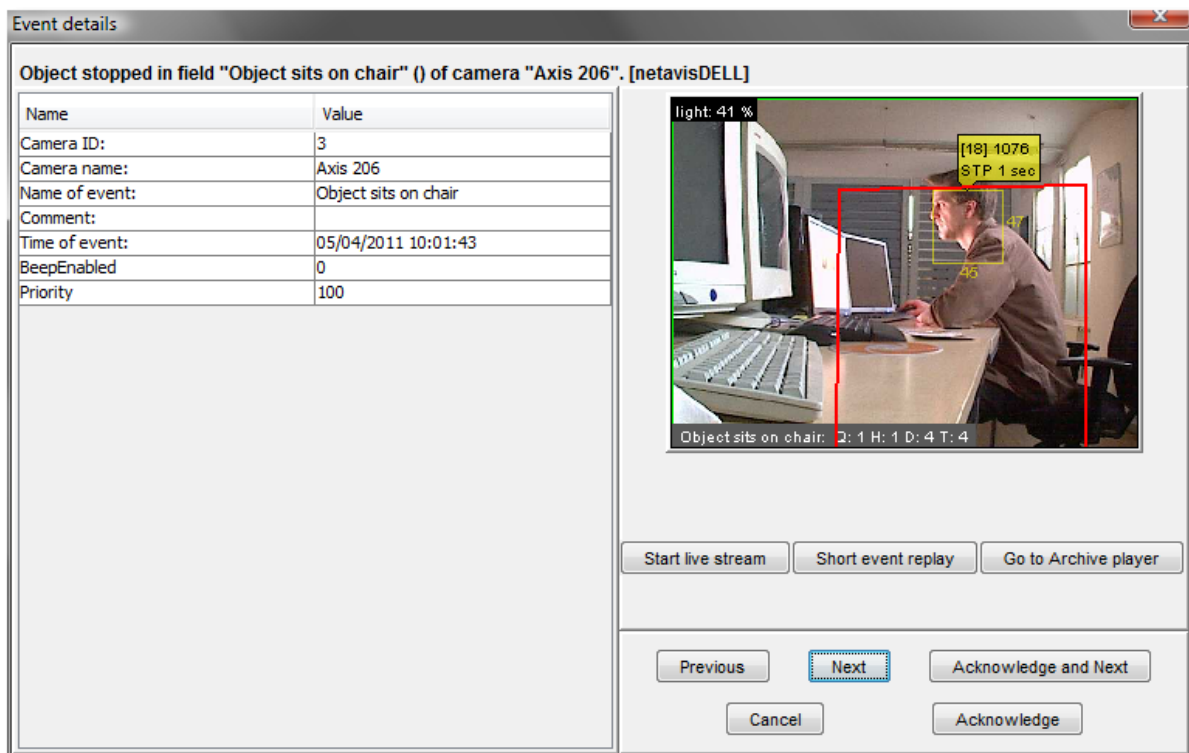 Event details
Object stopped in field "Object sits on chair" () of camera "Axis 206". [netavisDELL]
Name Value
Camera ID: 3
Camera name: Axis 206
Name of event: Object sits on chair
Comment:
Time of event: 05/04/2011 10:01:43
BeepEnabled 0
Priority 100
light: 41 %
[18] 1076
STP 1 sec
47
46
Object sits on chair: Q: 1 H: 1 D: 4 T: 4
Start live stream Short event replay Go to Archive player
Previous Next Acknowledge and Next
Cancel Acknowledge